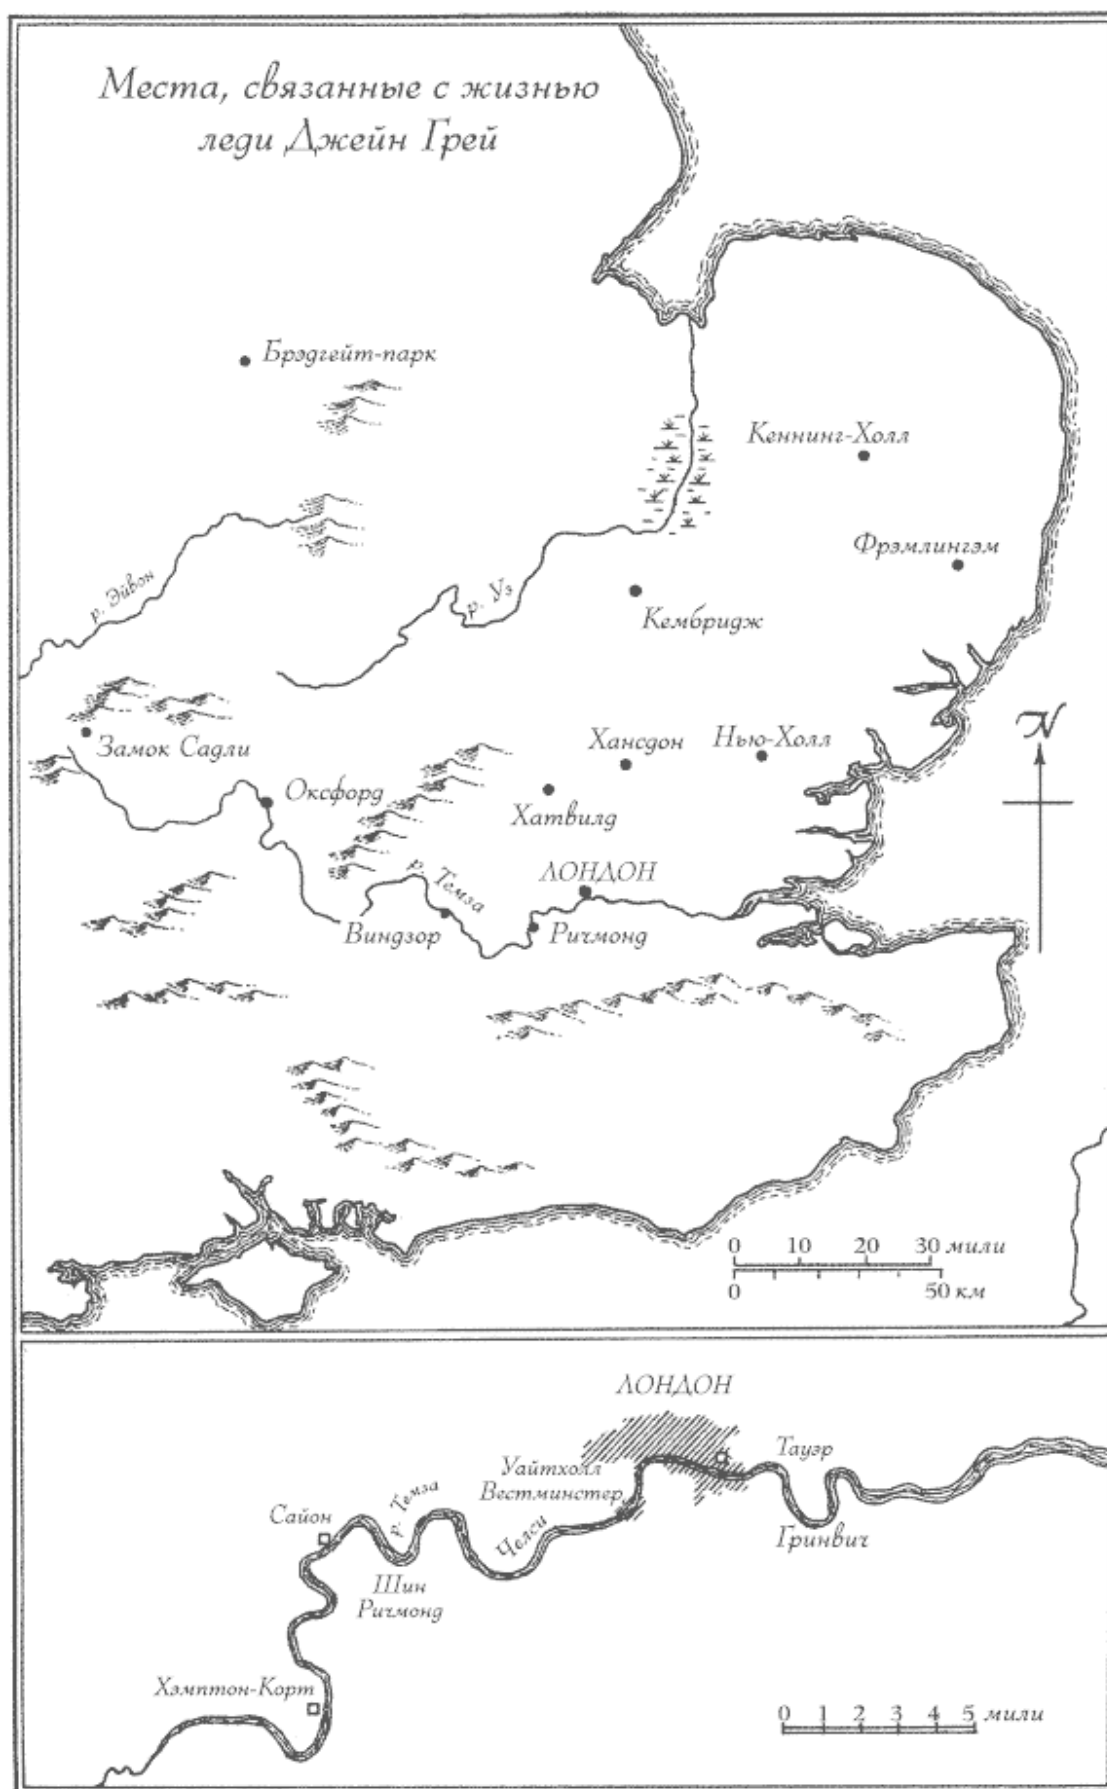 Места, связанные с жизнью
леди Джейн Грей
Брэдгейт-парк
Кеннинг-Холл
Фрэмлингэм
р. Эйвон
р. Уз
Кембридж
N
Замок Садли
Хансдон
Нью-Холл
Оксфорд
Хатвилд
р. Темза
ЛОНДОН
Виндзор
Ричмонд
0 10 20 30 мили
0 50 км
ЛОНДОН
Тауэр
Уайтхолл
Вестминстер
р. Темза
Сайон
Челси
Гринвич
Шин
Ричмонд
Хэмптон-Корт
0 1 2 3 4 5 мили